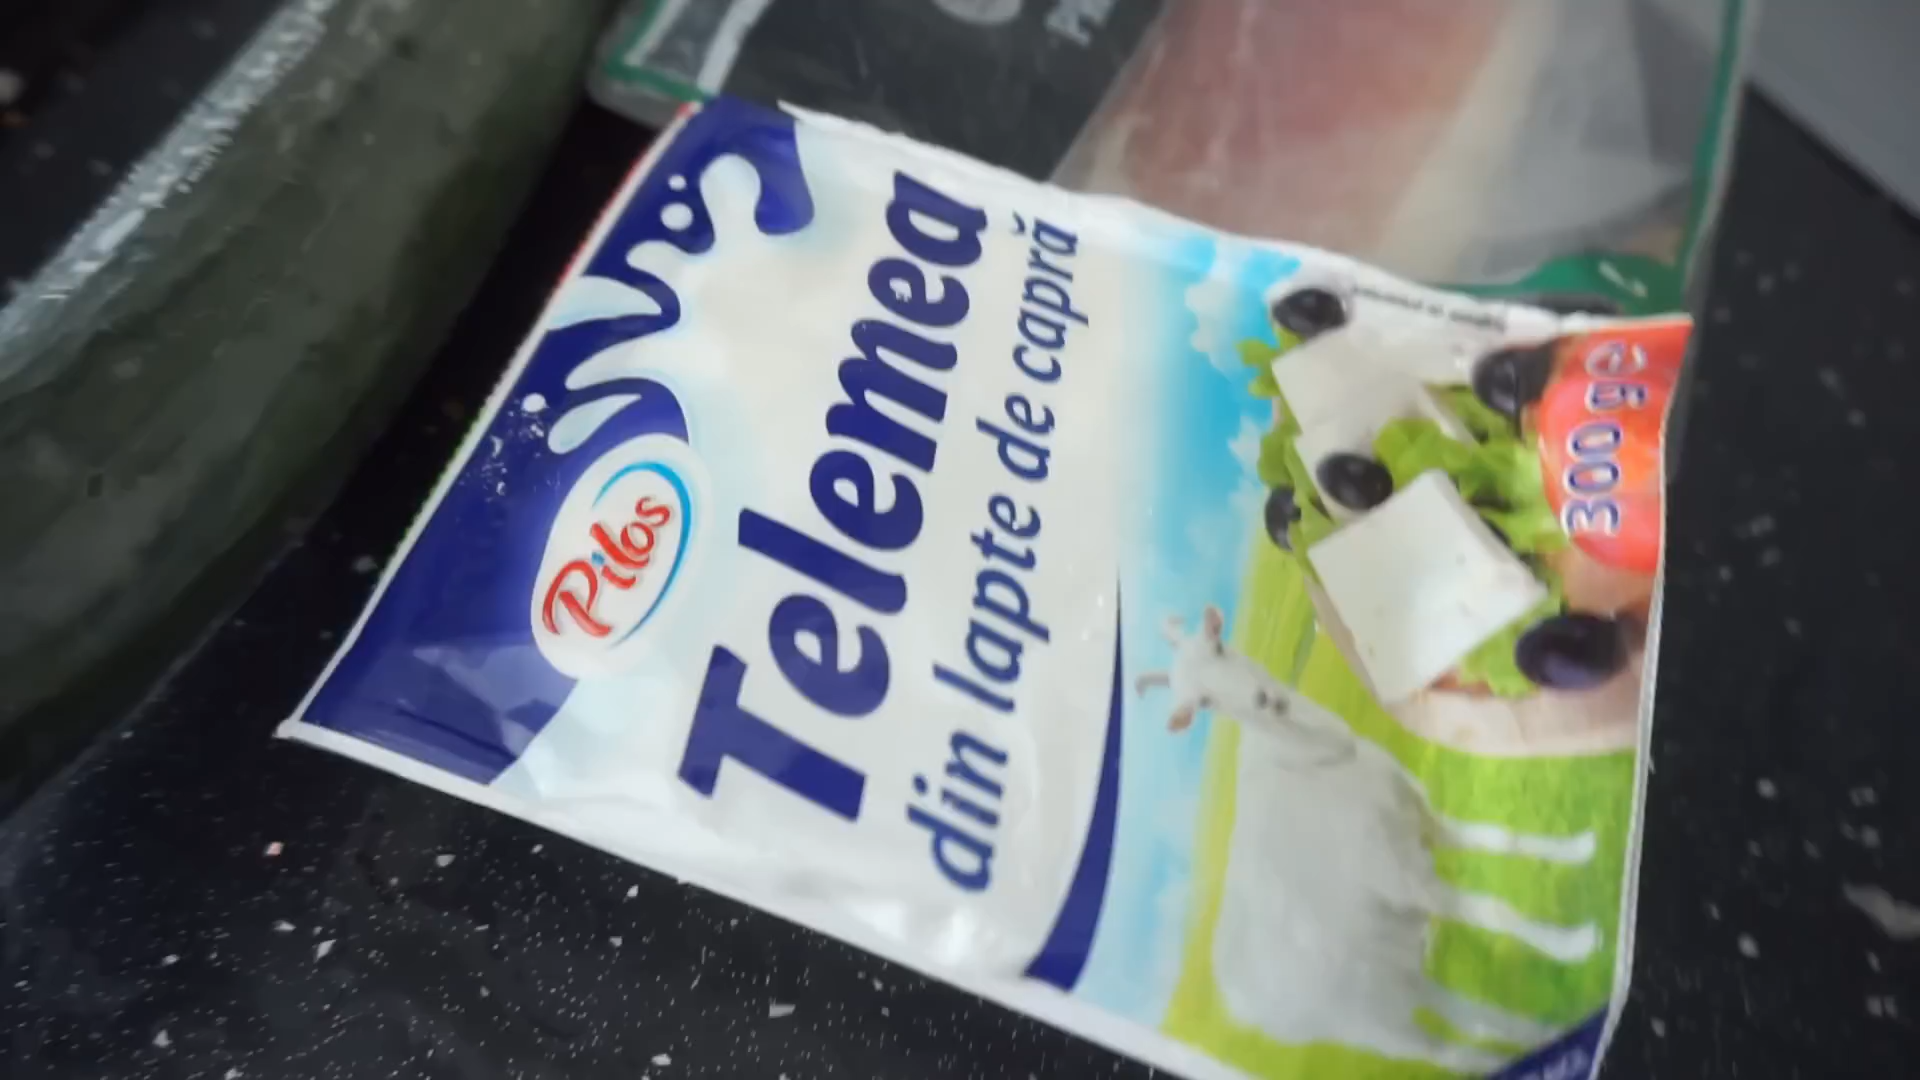 Pilos
Telemea
din lapte de capră
300 g e